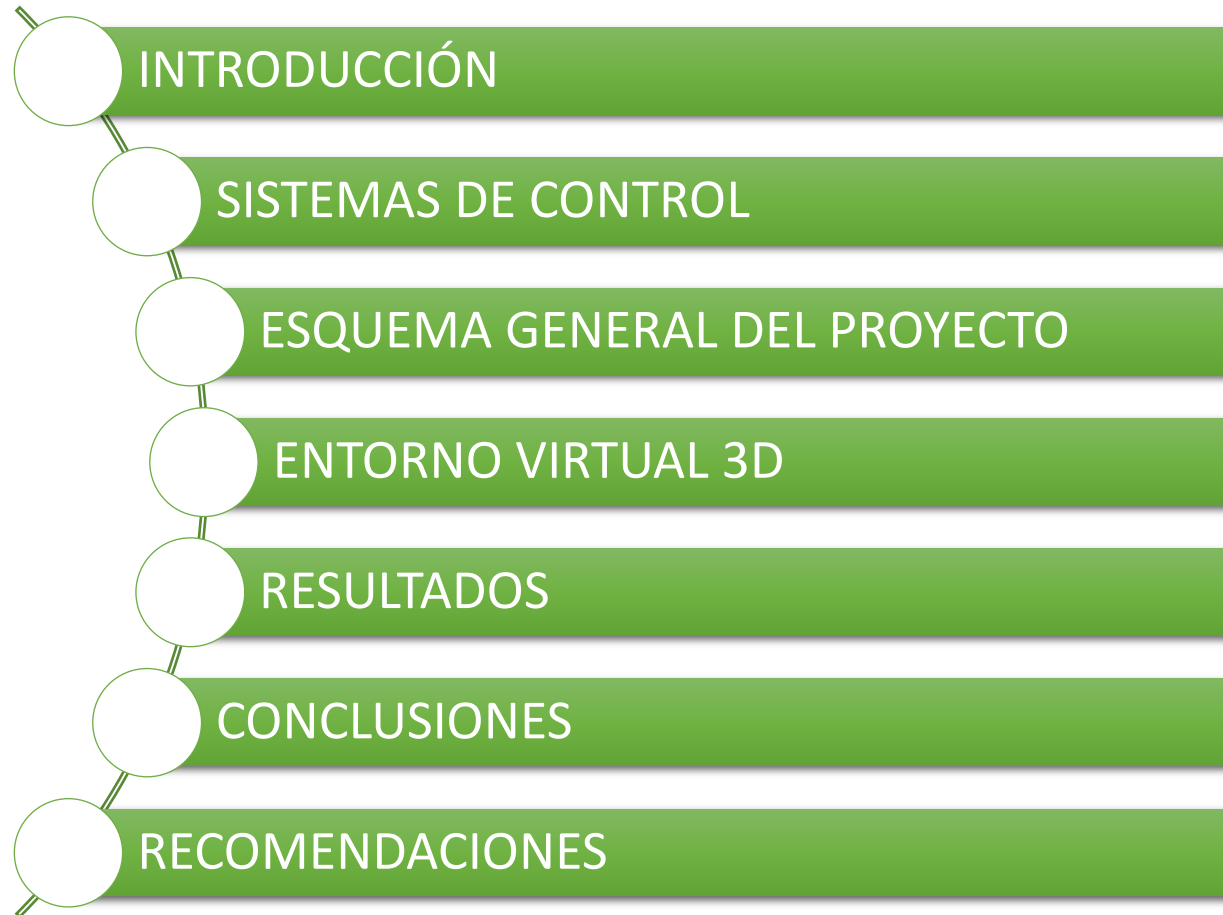 INTRODUCCIÓN
SISTEMAS DE CONTROL
ESQUEMA GENERAL DEL PROYECTO
ENTORNO VIRTUAL 3D
RESULTADOS
CONCLUSIONES
RECOMENDACIONES